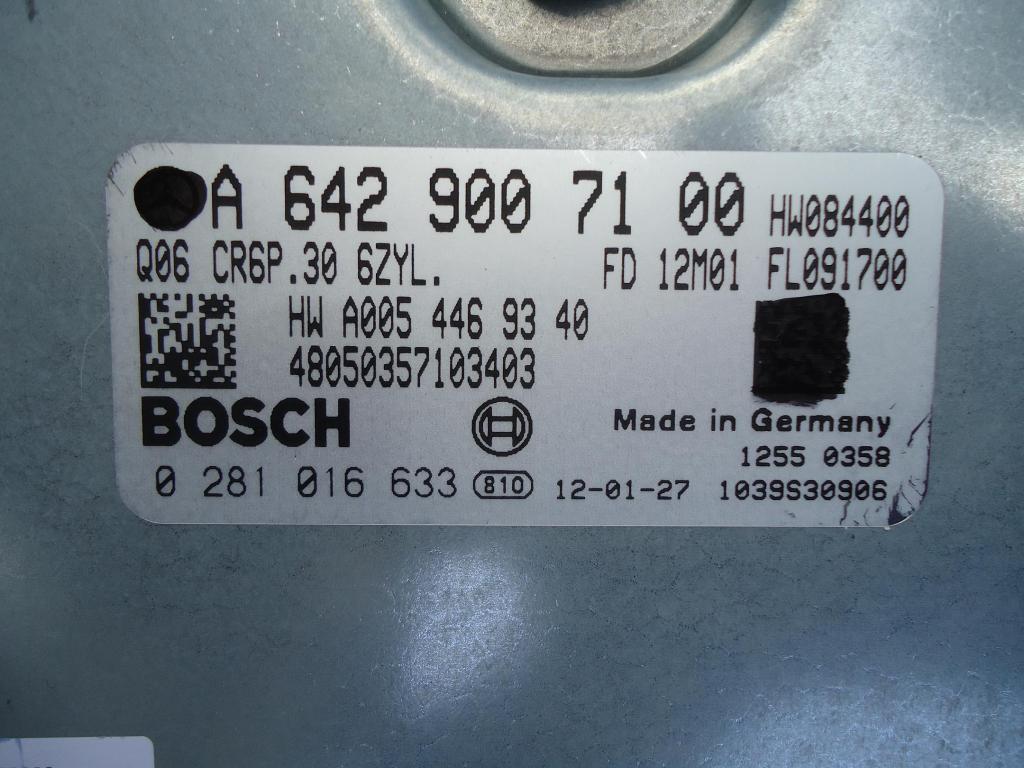 A 642 900 71 00 HW084400
Q06 CR6P.30 6ZYL. FD 12M01 FL091700
HW A005 446 93 40
48050357103403
BOSCH Made in Germany
1255 0358
0 281 016 633 810 12-01-27 1039S30906